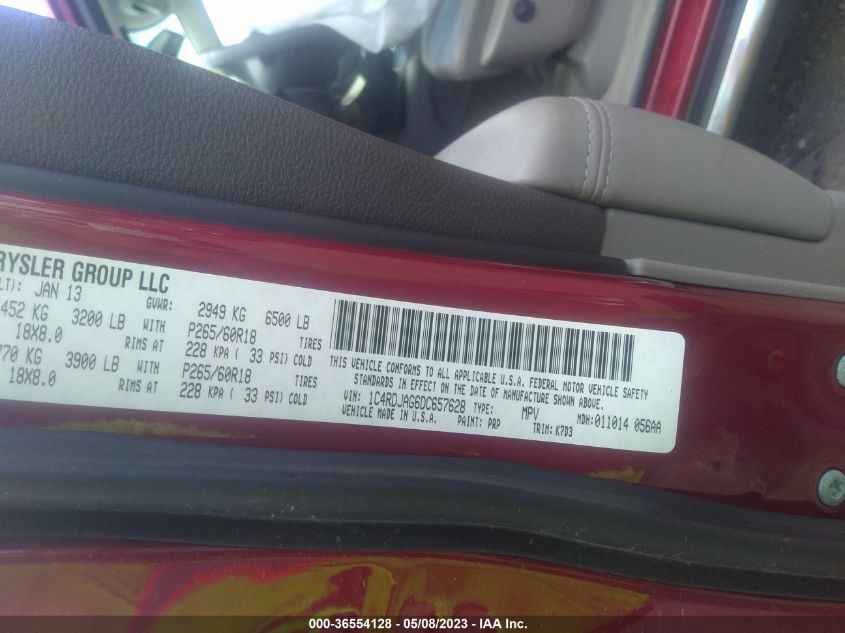 RYSLER GROUP LLC
LT): JAN 13 GVWR: 2949 KG 6500 LB
452 KG 3200 LB WITH P265/60R18 TIRES
18X8.0 RIMS AT 228 KPA ( 33 PSI) COLD
770 KG 3900 LB WITH P265/60R18 TIRES
18X8.0 RIMS AT 228 KPA ( 33 PSI) COLD
THIS VEHICLE CONFORMS TO ALL APPLICABLE U.S.A. FEDERAL MOTOR VEHICLE SAFETY
STANDARDS IN EFFECT ON THE DATE OF MANUFACTURE SHOWN ABOVE.
VIN: 1C4RDJAG6DC657628 TYPE: MPV MDH: 011014 056AA
VEHICLE MADE IN U.S.A. PAINT: PRP TRIM: K7D3
000-36554128 - 05/08/2023 - IAA Inc.